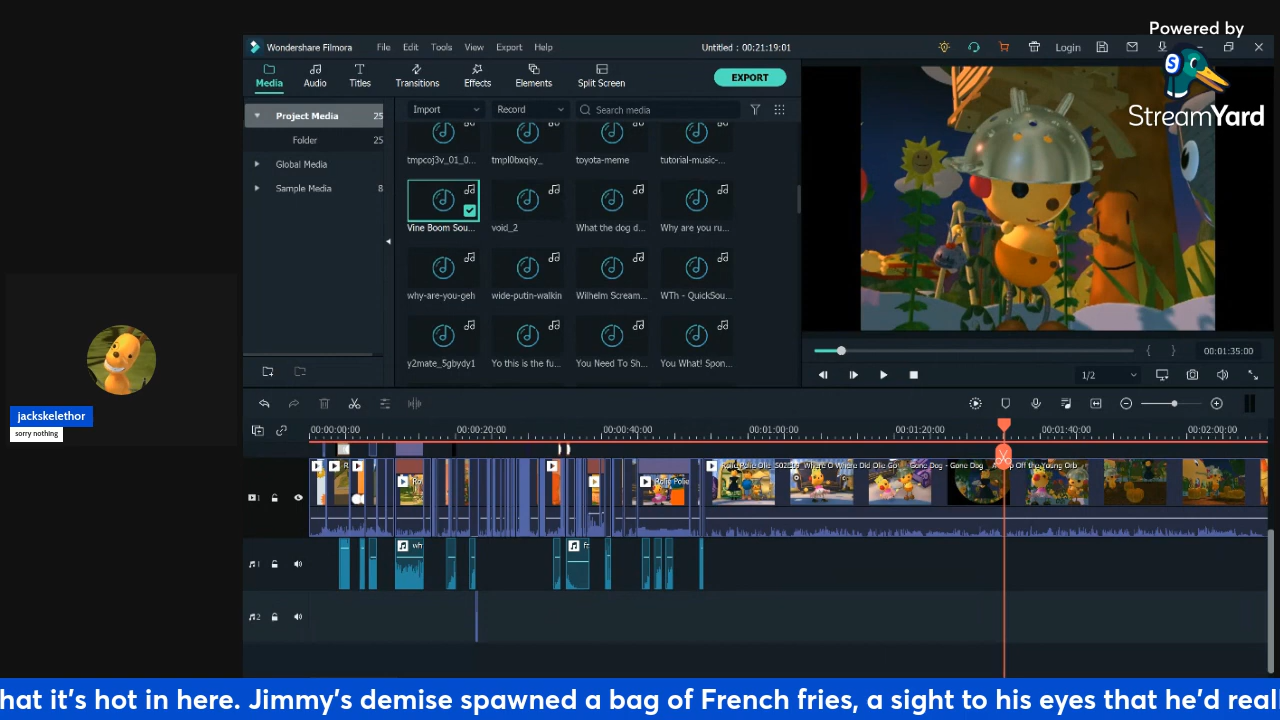 Powered by
StreamYard
Wondershare Filmora
File Edit Tools View Export Help
Untitled : 00:21:19:01
Login
Media Audio Titles Transitions Effects Elements Split Screen
EXPORT
Import Record Search media
Project Media 25
Folder 25
Global Media
Sample Media 8
tmpcoj3v_01_0... tmpl0bxqky_ toyota-meme tutorial-music-...
Vine Boom Sou... void_2 What the dog d... Why are you ru...
why-are-you-geh wide-putin-walkin Wilhelm Scream... WTh - QuickSou...
y2mate_5gbydy1 Yo this is the fu... You Need To Sh... You What! Spon...
00:01:35:00
1/2
jackskelethor
sorry nothing
00:00:00:00 00:00:20:00 00:00:40:00 00:01:00:00 00:01:20:00 00:01:40:00 00:02:00:00
Rolie Polie
hat it's hot in here. Jimmy's demise spawned a bag of French fries, a sight to his eyes that he'd real